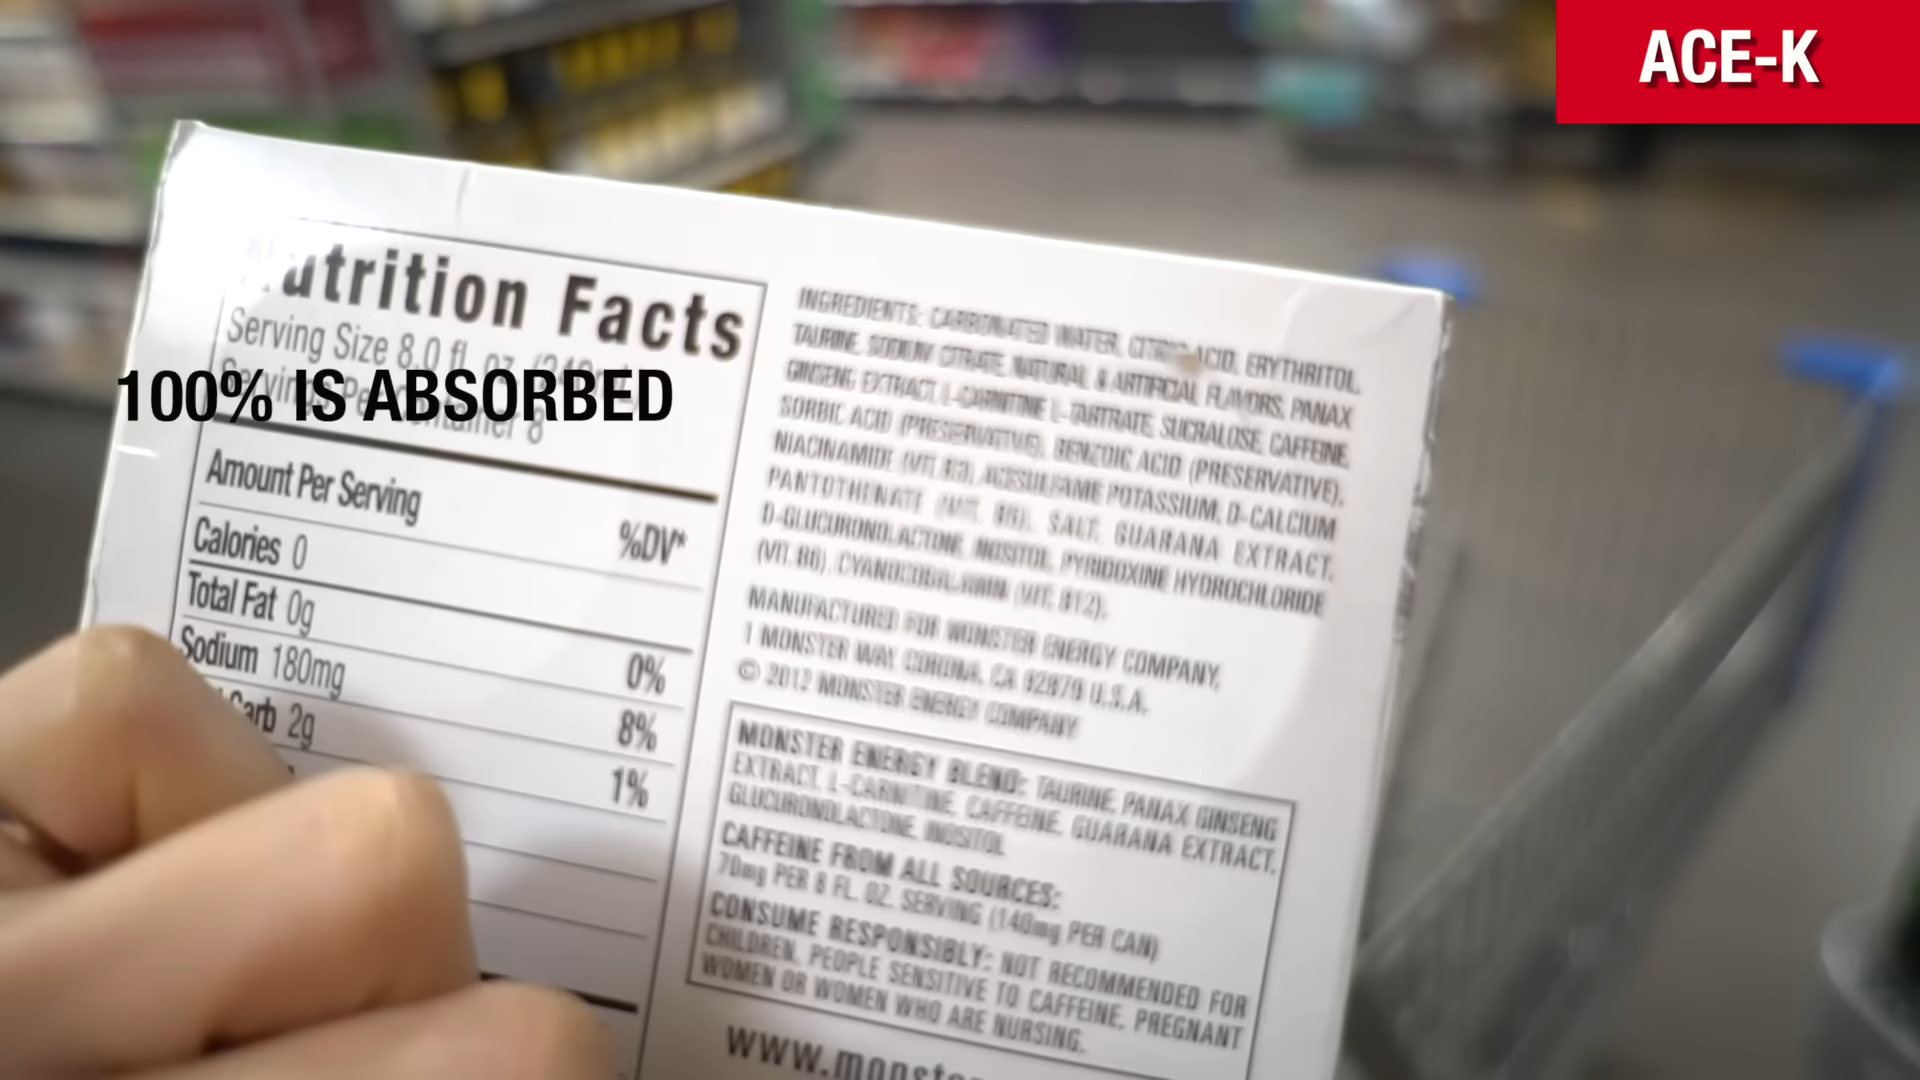 ACE-K
Nutrition Facts
Serving Size 8.0 fl. oz.
100% IS ABSORBED
Servings Per Container 8
Amount Per Serving
%DV*
Calories 0
Total Fat 0g
0%
Sodium 180mg
8%
Carb 2g
1%
INGREDIENTS: CARBONATED WATER, CITRIC ACID, ERYTHRITOL,
TAURINE, SODIUM CITRATE, NATURAL & ARTIFICIAL FLAVORS, PANAX
GINSENG EXTRACT, L-CARNITINE L-TARTRATE, SUCRALOSE, CAFFEINE,
SORBIC ACID (PRESERVATIVE), BENZOIC ACID (PRESERVATIVE),
NIACINAMIDE (VIT. B3), ACESULFAME POTASSIUM, D-CALCIUM
PANTOTHENATE (VIT. B5), SALT, GUARANA EXTRACT,
D-GLUCURONOLACTONE, INOSITOL, PYRIDOXINE HYDROCHLORIDE
(VIT. B6), CYANOCOBALAMIN (VIT. B12).
MANUFACTURED FOR MONSTER ENERGY COMPANY,
1 MONSTER WAY, CORONA, CA 92879 U.S.A.
© 2012 MONSTER ENERGY COMPANY
MONSTER ENERGY BLEND: TAURINE, PANAX GINSENG
EXTRACT, L-CARNITINE, CAFFEINE, GUARANA EXTRACT,
GLUCURONOLACTONE, INOSITOL
CAFFEINE FROM ALL SOURCES:
70mg PER 8 FL. OZ. SERVING (140mg PER CAN)
CONSUME RESPONSIBLY: NOT RECOMMENDED FOR
CHILDREN, PEOPLE SENSITIVE TO CAFFEINE, PREGNANT
WOMEN OR WOMEN WHO ARE NURSING.
www.monste